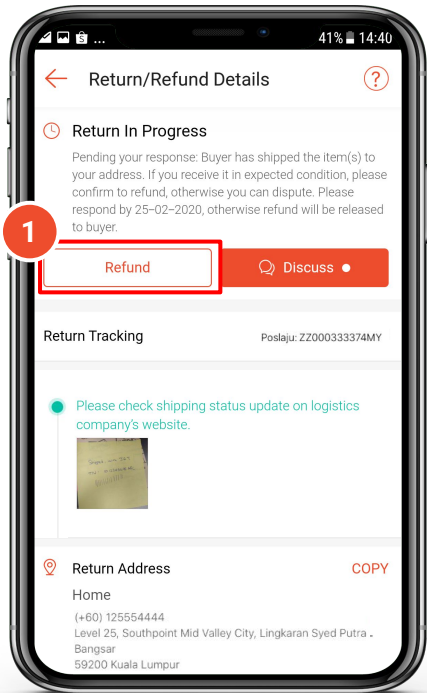 ... 41% 14:40
Return/Refund Details ?
Return In Progress
Pending your response: Buyer has shipped the item(s) to
your address. If you receive it in expected condition, please
confirm to refund, otherwise you can dispute. Please
respond by 25–02–2020, otherwise refund will be released
to buyer.
1
Refund Discuss
Return Tracking Poslaju: ZZ000333374MY
Please check shipping status update on logistics
company's website.
Return Address COPY
Home
(+60) 125554444
Level 25, Southpoint Mid Valley City, Lingkaran Syed Putra .
Bangsar
59200 Kuala Lumpur